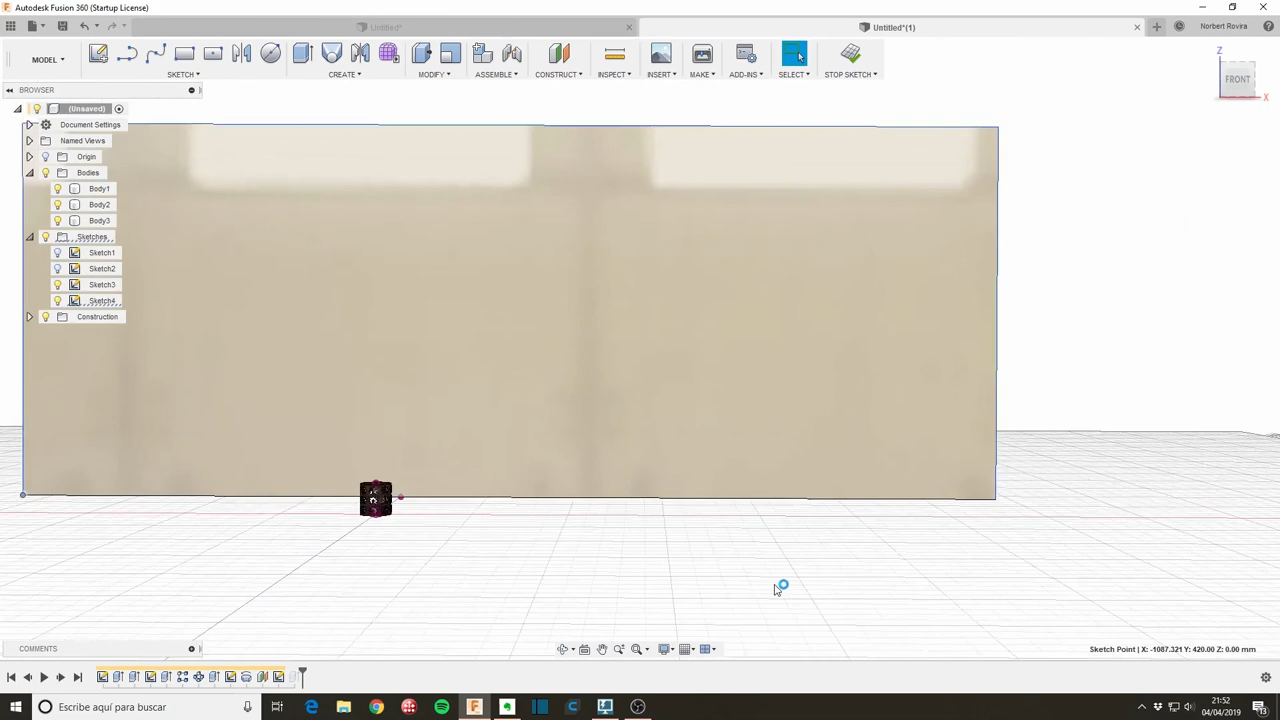 Autodesk Fusion 360 (Startup License)
Untitled*
Untitled*(1)
Norbert Rovira
MODEL
SKETCH
CREATE
MODIFY
ASSEMBLE
CONSTRUCT
INSPECT
INSERT
MAKE
ADD-INS
SELECT
STOP SKETCH
BROWSER
(Unsaved)
Document Settings
Named Views
Origin
Bodies
Body1
Body2
Body3
Sketches
Sketch1
Sketch2
Sketch3
Sketch4
Construction
Z
FRONT
X
COMMENTS
Sketch Point | X: -1087.321 Y: 420.00 Z: 0.00 mm
Escribe aquí para buscar
21:52
04/04/2019
13